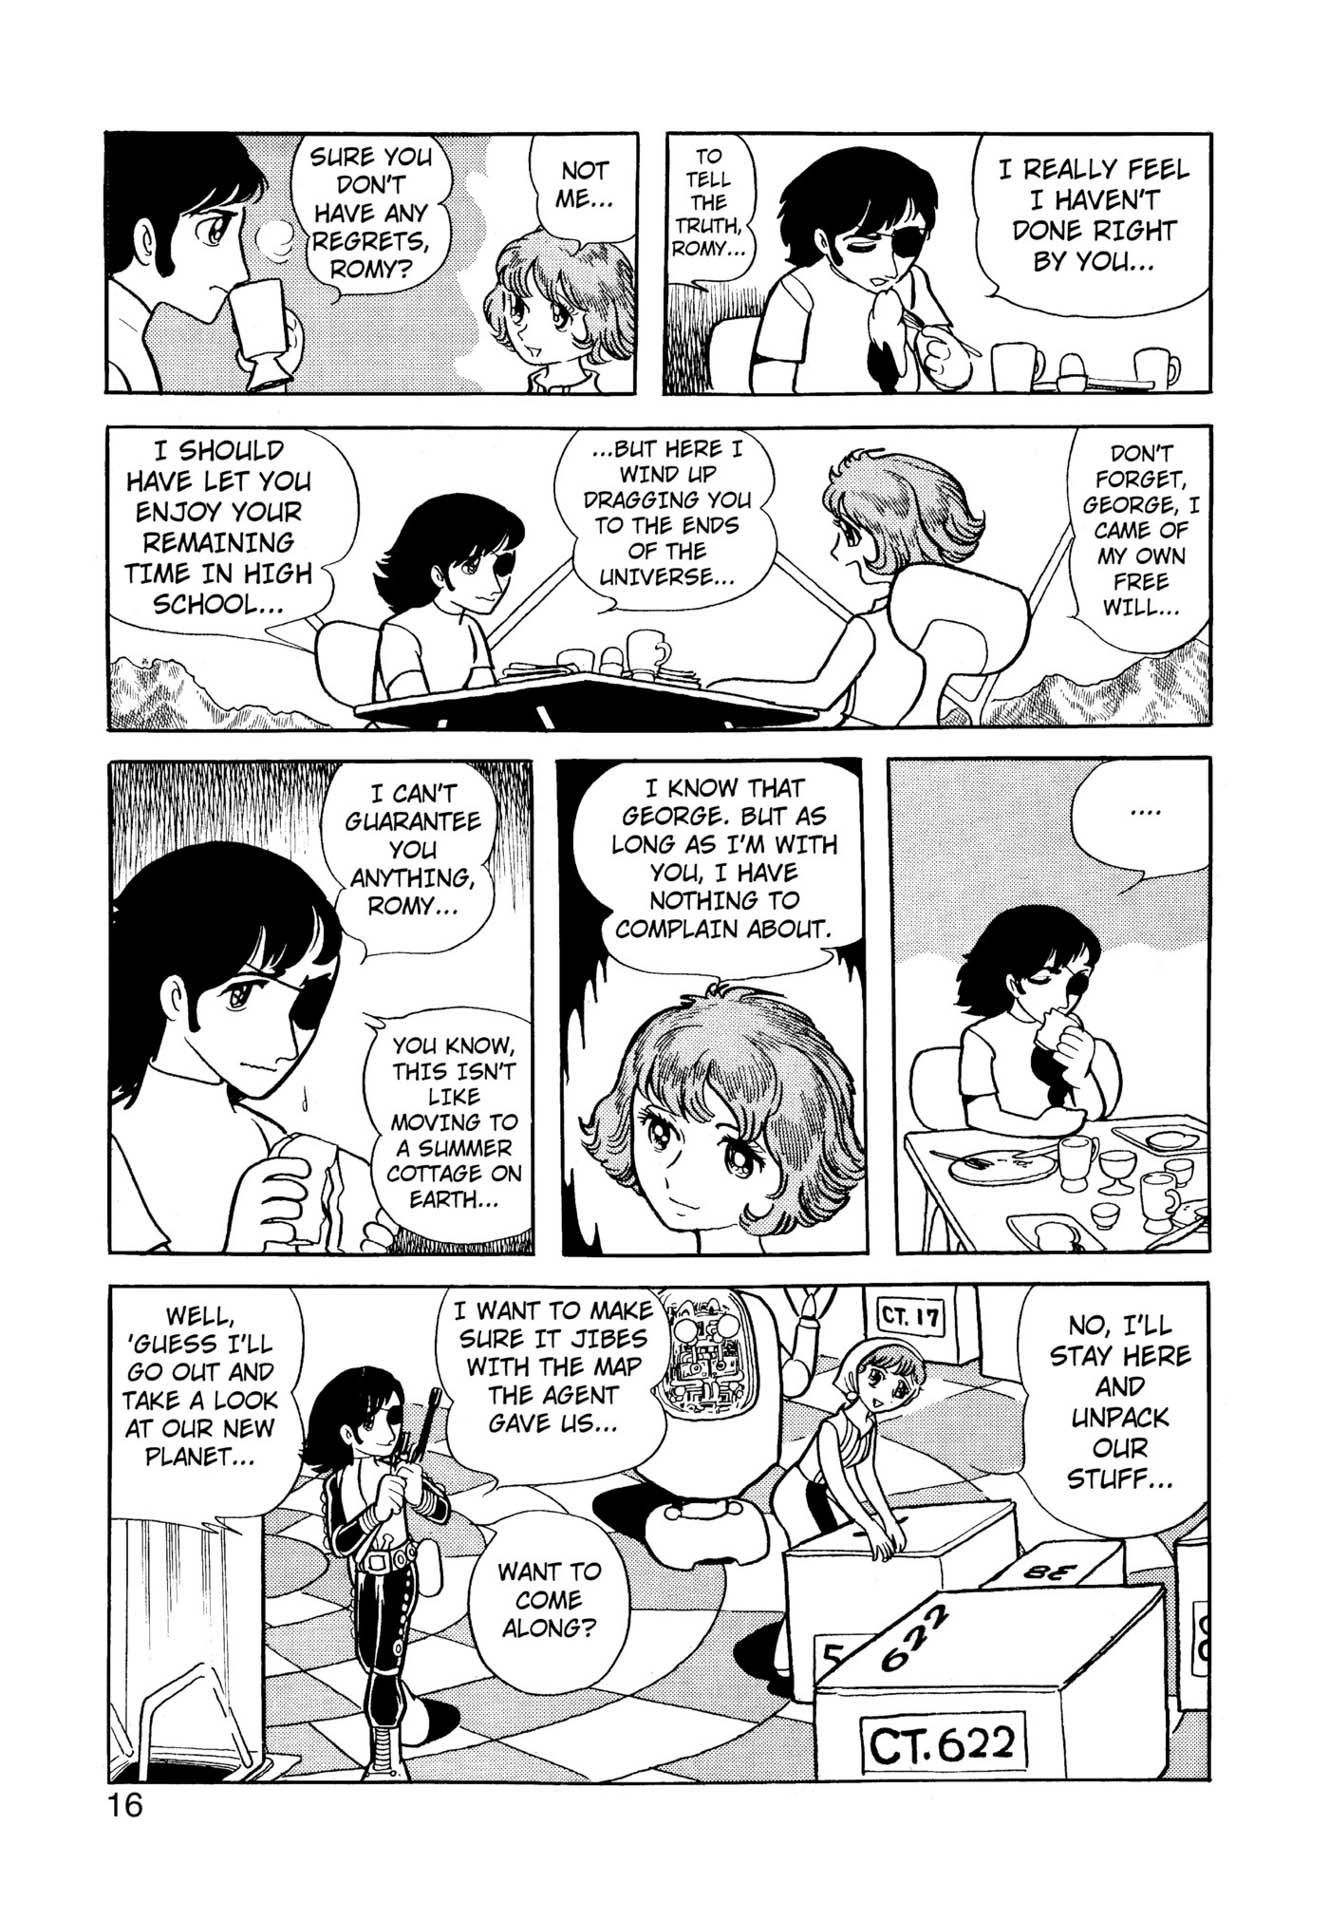 SURE YOU
DON'T
HAVE ANY
REGRETS,
ROMY?
NOT
ME...
TO
TELL
THE
TRUTH,
ROMY...
I REALLY FEEL
I HAVEN'T
DONE RIGHT
BY YOU...
I SHOULD
HAVE LET YOU
ENJOY YOUR
REMAINING
TIME IN HIGH
SCHOOL...
...BUT HERE I
WIND UP
DRAGGING YOU
TO THE ENDS
OF THE
UNIVERSE...
DON'T
FORGET,
GEORGE, I
CAME OF
MY OWN
FREE
WILL...
I CAN'T
GUARANTEE
YOU
ANYTHING,
ROMY...
YOU KNOW,
THIS ISN'T
LIKE
MOVING TO
A SUMMER
COTTAGE ON
EARTH...
I KNOW THAT
GEORGE. BUT AS
LONG AS I'M WITH
YOU, I HAVE
NOTHING TO
COMPLAIN ABOUT.
....
WELL,
'GUESS I'LL
GO OUT AND
TAKE A LOOK
AT OUR NEW
PLANET...
I WANT TO MAKE
SURE IT JIBES
WITH THE MAP
THE AGENT
GAVE US...
WANT TO
COME
ALONG?
CT. 17
NO, I'LL
STAY HERE
AND
UNPACK
OUR
STUFF...
BE
5
622
CT. 622
16